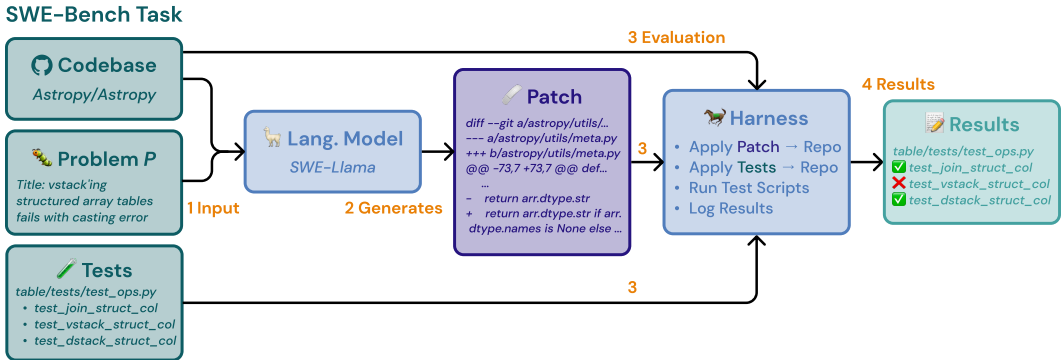 SWE-Bench Task
Codebase
Astropy/Astropy
Problem P
Title: vstack'ing
structured array tables
fails with casting error
Tests
table/tests/test_ops.py
• test_join_struct_col
• test_vstack_struct_col
• test_dstack_struct_col
1 Input
Lang. Model
SWE-Llama
2 Generates
Patch
diff --git a/astropy/utils/...
--- a/astropy/utils/meta.py
+++ b/astropy/utils/meta.py
@@ -73,7 +73,7 @@ def...
...
- return arr.dtype.str
+ return arr.dtype.str if arr.
dtype.names is None else ...
3 Evaluation
3
3
Harness
• Apply Patch → Repo
• Apply Tests → Repo
• Run Test Scripts
• Log Results
4 Results
Results
table/tests/test_ops.py
✅ test_join_struct_col
❌ test_vstack_struct_col
✅ test_dstack_struct_col